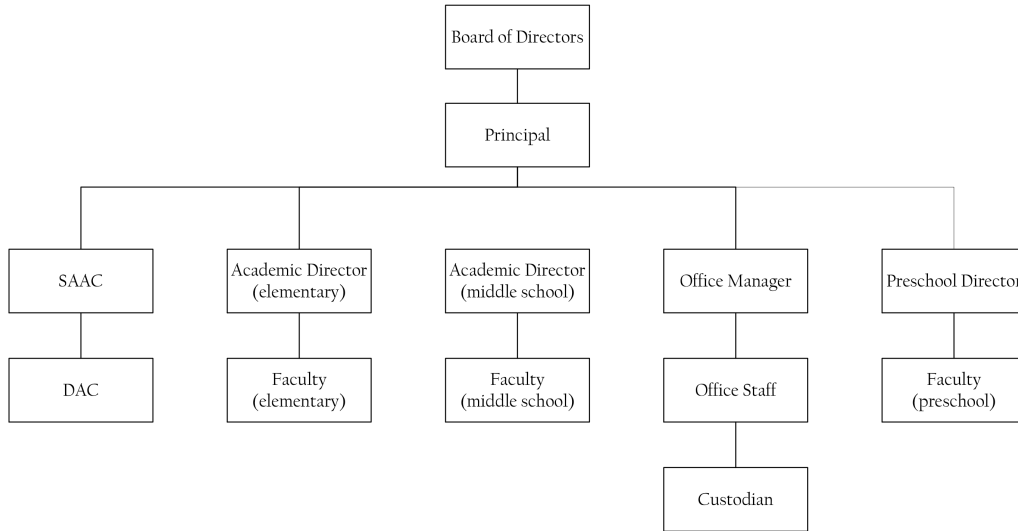 Board of Directors
Principal
SAAC
Academic Director
(elementary)
Academic Director
(middle school)
Office Manager
Preschool Director
DAC
Faculty
(elementary)
Faculty
(middle school)
Office Staff
Faculty
(preschool)
Custodian